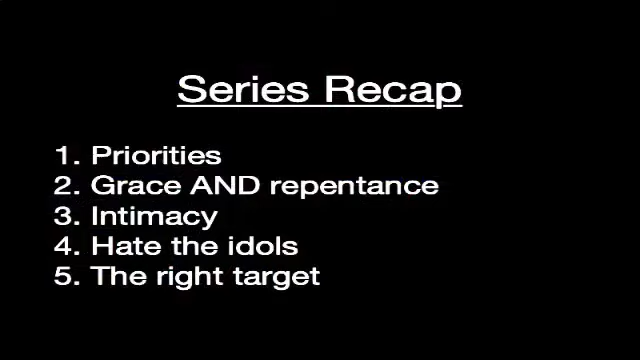 Series Recap
1. Priorities
2. Grace AND repentance
3. Intimacy
4. Hate the idols
5. The right target